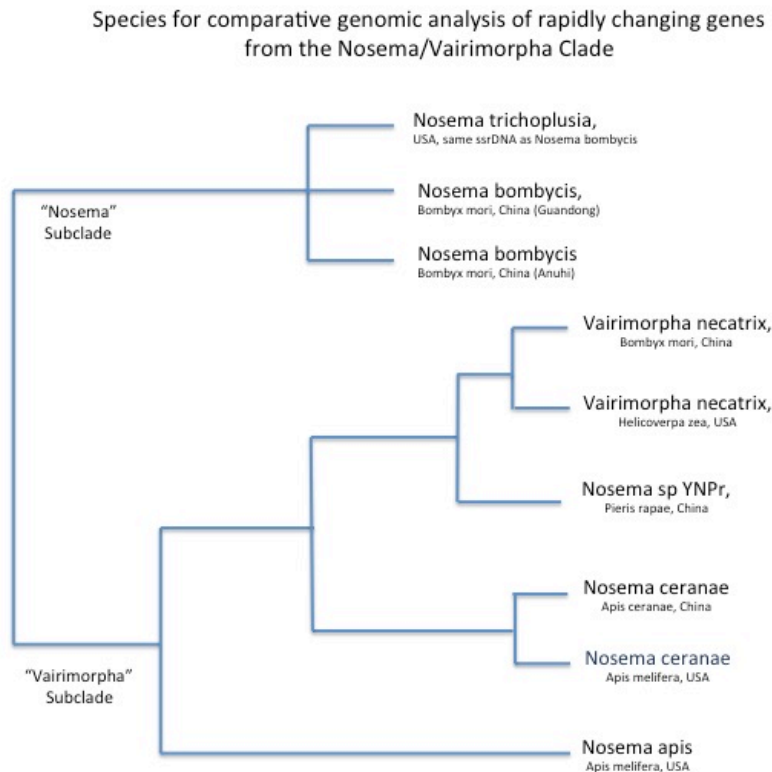 Species for comparative genomic analysis of rapidly changing genes
from the Nosema/Vairimorpha Clade
Nosema trichoplusia,
USA, same ssrDNA as Nosema bombycis
"Nosema"
Subclade
Nosema bombycis,
Bombyx mori, China (Guandong)
Nosema bombycis
Bombyx mori, China (Anuhi)
Vairimorpha necatrix,
Bombyx mori, China
Vairimorpha necatrix,
Helicoverpa zea, USA
Nosema sp YNPr,
Pieris rapae, China
Nosema ceranae
Apis ceranae, China
Nosema ceranae
Apis melifera, USA
"Vairimorpha"
Subclade
Nosema apis
Apis melifera, USA